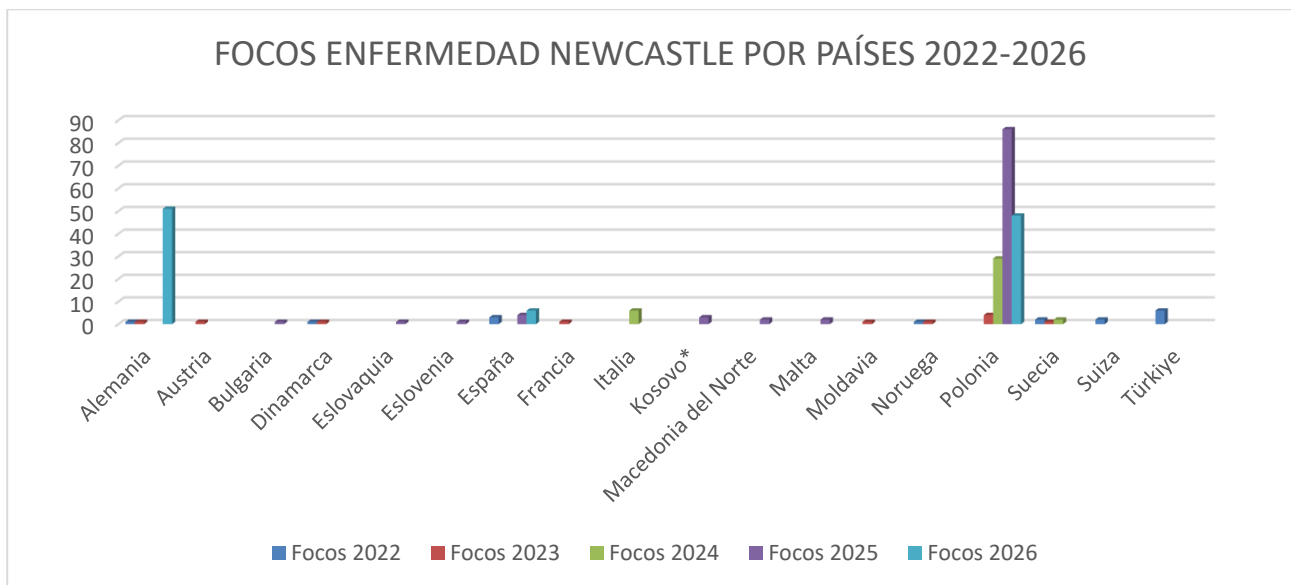 FOCOS ENFERMEDAD NEWCASTLE POR PAÍSES 2022-2026
90
80
70
60
50
40
30
20
10
0
Alemania
Austria
Bulgaria
Dinamarca
Eslovaquia
Eslovenia
España
Francia
Italia
Kosovo*
Macedonia del Norte
Malta
Moldavia
Noruega
Polonia
Suecia
Suiza
Türkiye
Focos 2022 Focos 2023 Focos 2024 Focos 2025 Focos 2026